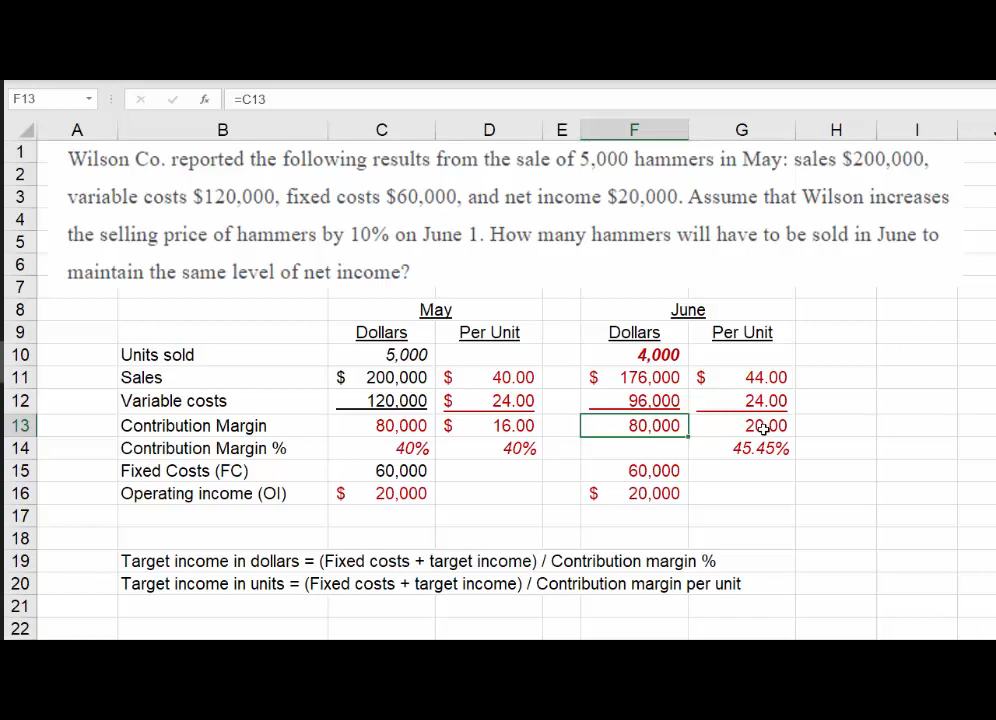 F13 fx =C13
A B C D E F G H I
1 Wilson Co. reported the following results from the sale of 5,000 hammers in May: sales $200,000,
2
3 variable costs $120,000, fixed costs $60,000, and net income $20,000. Assume that Wilson increases
4
5 the selling price of hammers by 10% on June 1. How many hammers will have to be sold in June to
6
7 maintain the same level of net income?
8 May June
9 Dollars Per Unit Dollars Per Unit
10 Units sold 5,000 4,000
11 Sales $ 200,000 $ 40.00 $ 176,000 $ 44.00
12 Variable costs 120,000 $ 24.00 96,000 24.00
13 Contribution Margin 80,000 $ 16.00 80,000 20.00
14 Contribution Margin % 40% 40% 45.45%
15 Fixed Costs (FC) 60,000 60,000
16 Operating income (OI) $ 20,000 $ 20,000
17
18
19 Target income in dollars = (Fixed costs + target income) / Contribution margin %
20 Target income in units = (Fixed costs + target income) / Contribution margin per unit
21
22